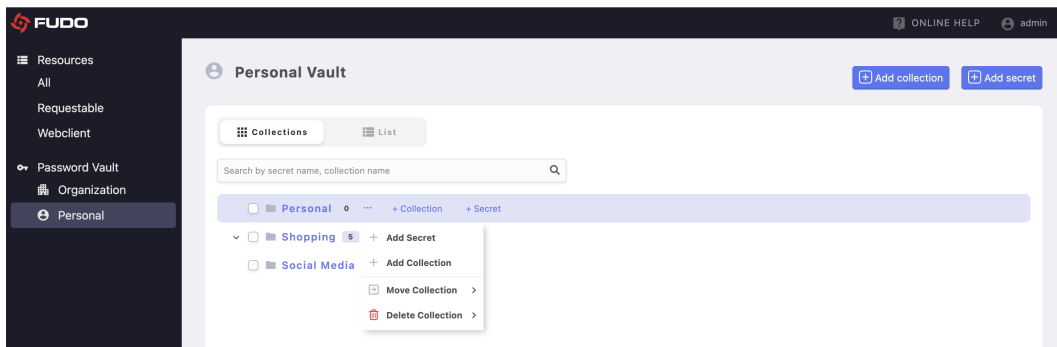 FUDO
ONLINE HELP
admin
Resources
All
Requestable
Webclient
Password Vault
Organization
Personal
Personal Vault
Add collection
Add secret
Collections
List
Search by secret name, collection name
Personal 0 ... + Collection + Secret
Shopping 5
Social Media
Add Secret
Add Collection
Move Collection
Delete Collection